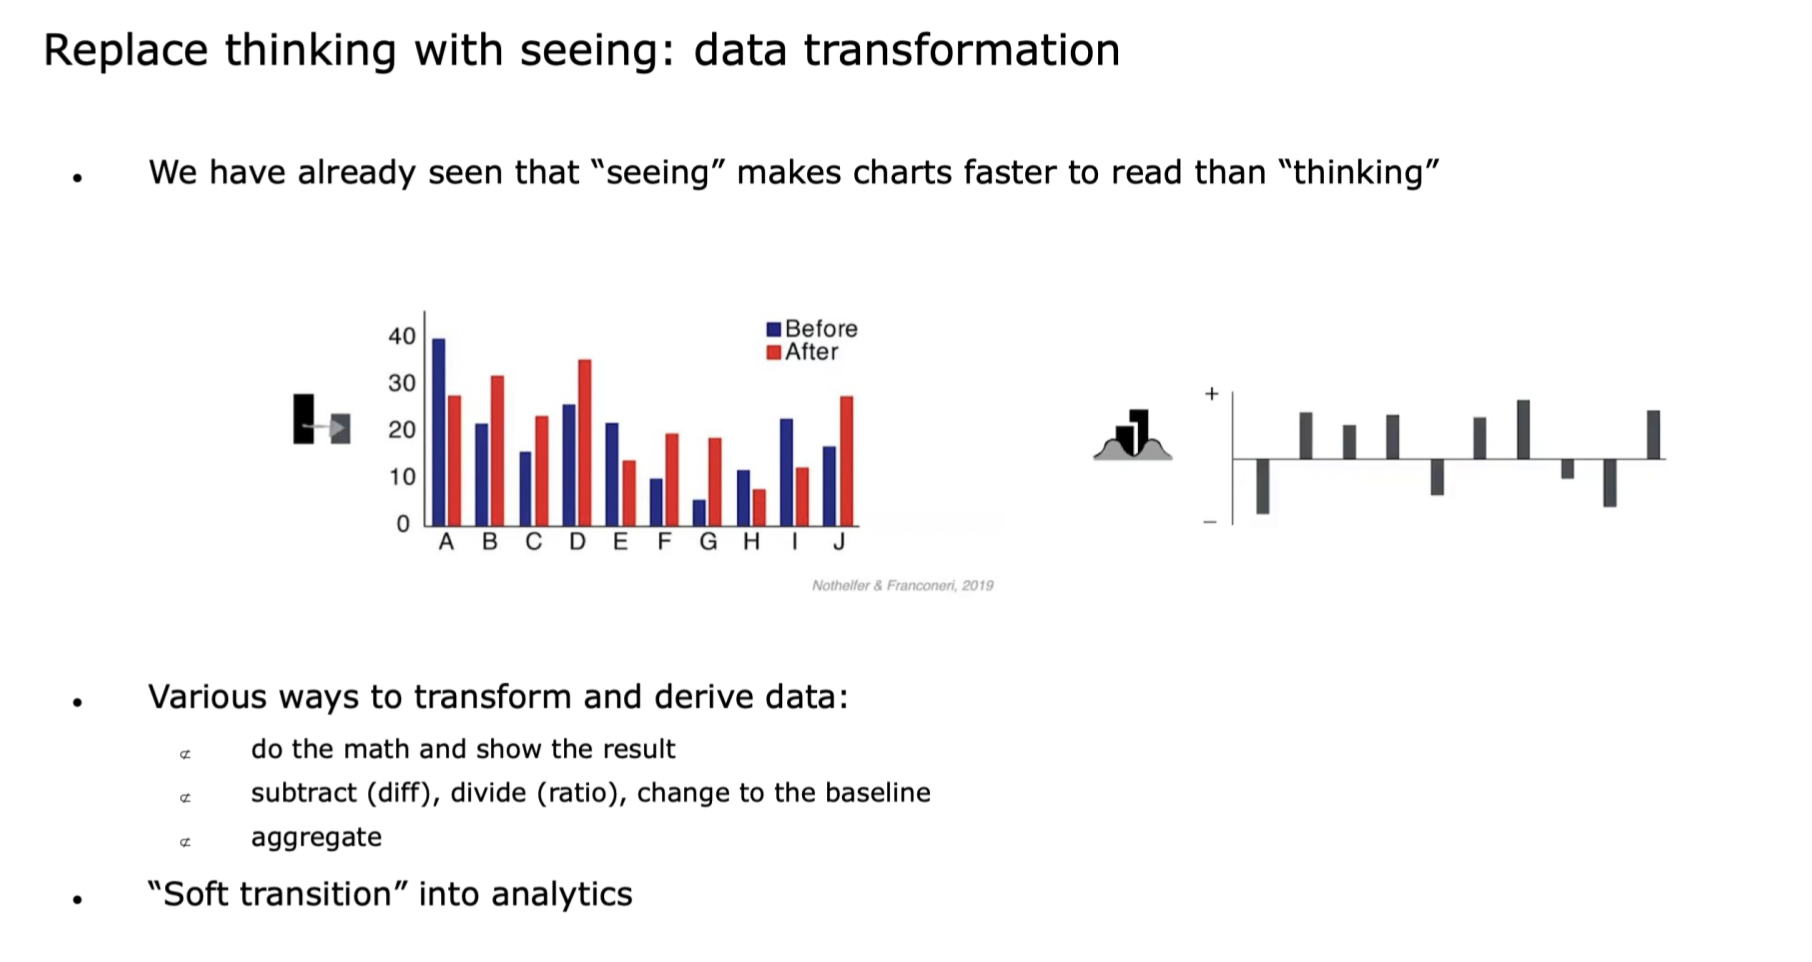 Replace thinking with seeing: data transformation
• We have already seen that “seeing” makes charts faster to read than “thinking”
40
30
20
10
0
Before
After
A B C D E F G H I J
+
–
Nothelfer & Franconeri, 2019
• Various ways to transform and derive data:
⊄ do the math and show the result
⊄ subtract (diff), divide (ratio), change to the baseline
⊄ aggregate
• “Soft transition” into analytics